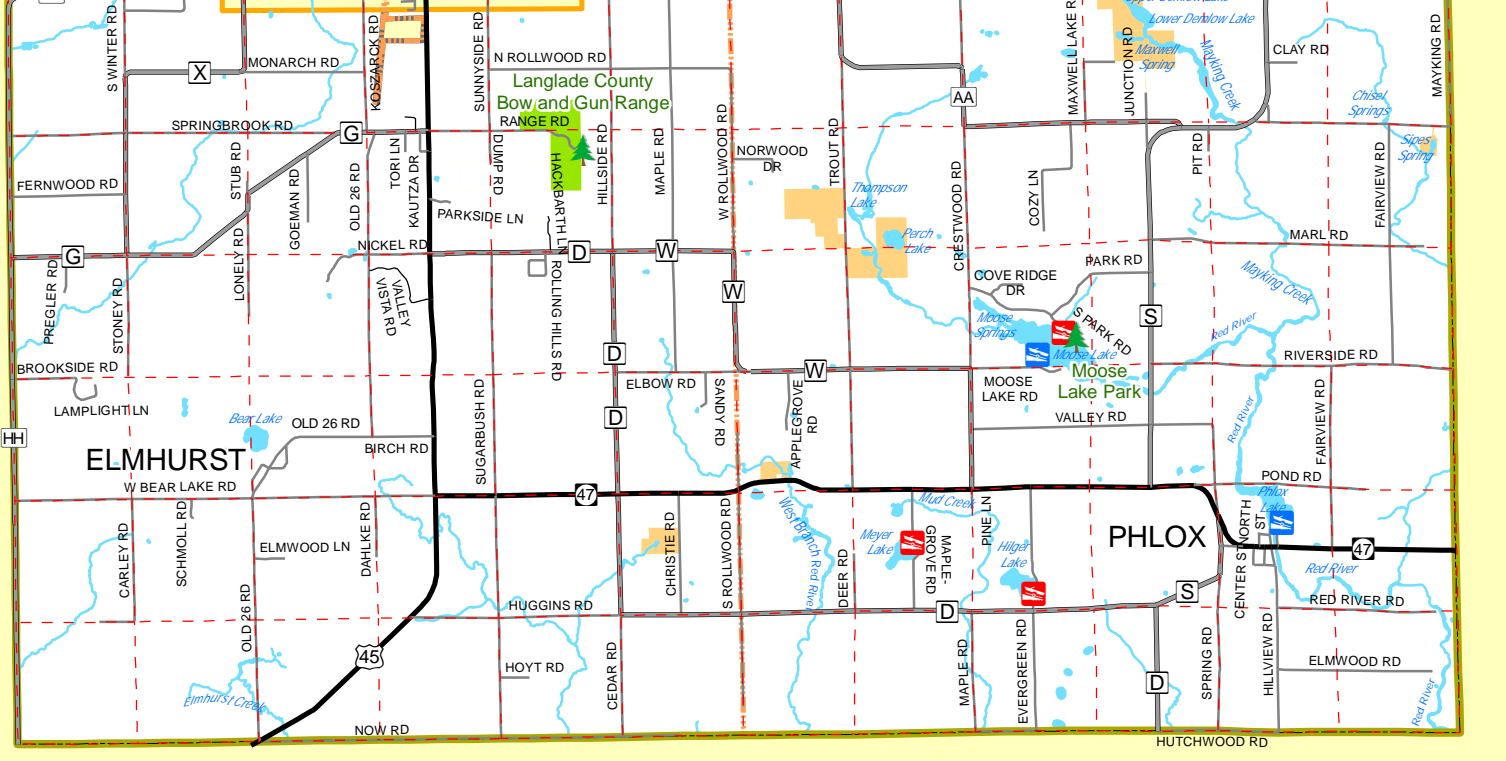 Upper Demlow Lake
Lower Demlow Lake
S WINTER RD
KOSZARCK RD
SUNNYSIDE RD
MAXWELL LAKE R
JUNCTION RD
MAYKING RD
X
MONARCH RD
N ROLLWOOD RD
Maxwell
Spring
Mayking Creek
CLAY RD
Langlade County
Bow and Gun Range
AA
Chisel
Springs
SPRINGBROOK RD
G
RANGE RD
Sipes
Spring
STUB RD
GOEMAN RD
OLD 26 RD
TORI LN
KAUTZA DR
DUMP RD
HACKBARTH LN
HILLSIDE RD
MAPLE RD
W ROLLWOOD RD
NORWOOD
DR
TROUT RD
CRESTWOOD RD
COZY LN
PIT RD
FAIRVIEW RD
FERNWOOD RD
PARKSIDE LN
Thompson
Lake
Perch
Lake
MARL RD
G
NICKEL RD
D
W
PREGLER RD
STONEY RD
LONELY RD
VALLEY
VISTA RD
ROLLING HILLS RD
W
COVE RIDGE
DR
PARK RD
Mayking Creek
Moose
Springs
S PARK RD
S
Red River
D
Moose Lake
RIVERSIDE RD
BROOKSIDE RD
W
Moose
Lake Park
LAMPLIGHT LN
ELBOW RD
SANDY RD
APPLEGROVE
RD
MOOSE
LAKE RD
SUGARBUSH RD
D
VALLEY RD
Red River
FAIRVIEW RD
HH
Bear Lake
OLD 26 RD
BIRCH RD
ELMHURST
W BEAR LAKE RD
47
POND RD
Phlox
Lake
CARLEY RD
SCHMOLL RD
DAHLKE RD
CHRISTIE RD
S ROLLWOOD RD
West Branch Red River
DEER RD
Mud Creek
Meyer
Lake
MAPLE-
GROVE RD
PINE LN
Hilger
Lake
PHLOX
CENTER ST
NORTH
ST
47
ELMWOOD LN
Red River
OLD 26 RD
HUGGINS RD
D
S
RED RIVER RD
45
HOYT RD
CEDAR RD
MAPLE RD
EVERGREEN RD
D
SPRING RD
HILLVIEW RD
ELMWOOD RD
Elmhurst Creek
Red River
NOW RD
HUTCHWOOD RD